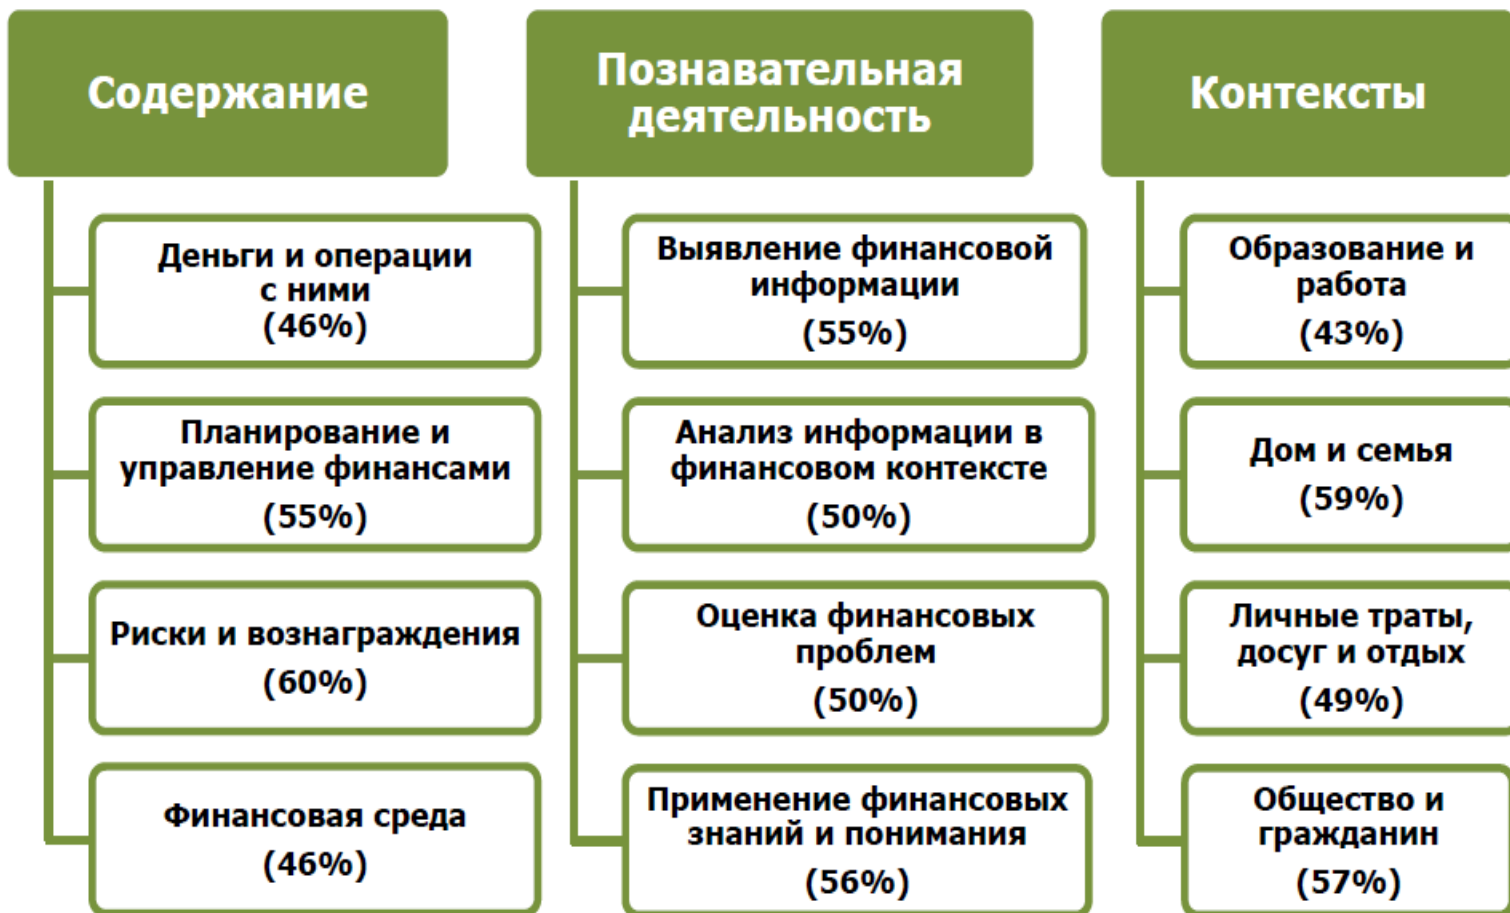 Содержание
Деньги и операции
с ними
(46%)
Планирование и
управление финансами
(55%)
Риски и вознаграждения
(60%)
Финансовая среда
(46%)
Познавательная
деятельность
Выявление финансовой
информации
(55%)
Анализ информации в
финансовом контексте
(50%)
Оценка финансовых
проблем
(50%)
Применение финансовых
знаний и понимания
(56%)
Контексты
Образование и
работа
(43%)
Дом и семья
(59%)
Личные траты,
досуг и отдых
(49%)
Общество и
гражданин
(57%)